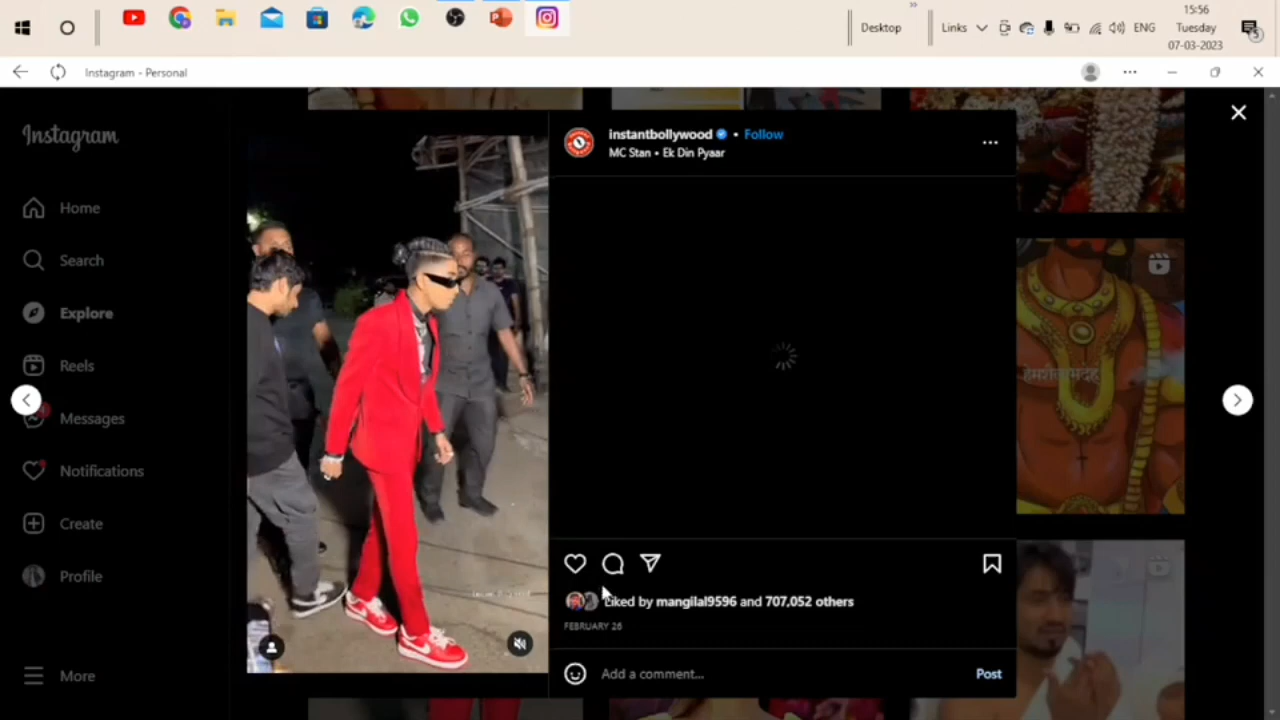 15:56
Desktop
Links
ENG
Tuesday
07-03-2023
5
Instagram - Personal
Instagram
instantbollywood • Follow
MC Stan • Ek Din Pyaar
Home
Search
Explore
Reels
Messages
Notifications
Create
Profile
More
Liked by mangilal9596 and 707,052 others
FEBRUARY 26
Add a comment...
Post